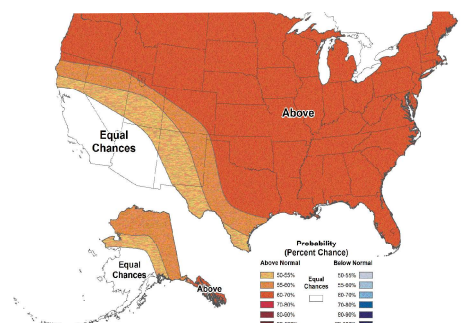 Equal
Chances
Above
Equal
Chances
Above
Probability
(Percent Chance)
Above Normal
Below Normal
50-55%
55-60%
60-70%
70-80%
80-90%
Equal
Chances
50-55%
55-60%
60-70%
70-80%
80-90%